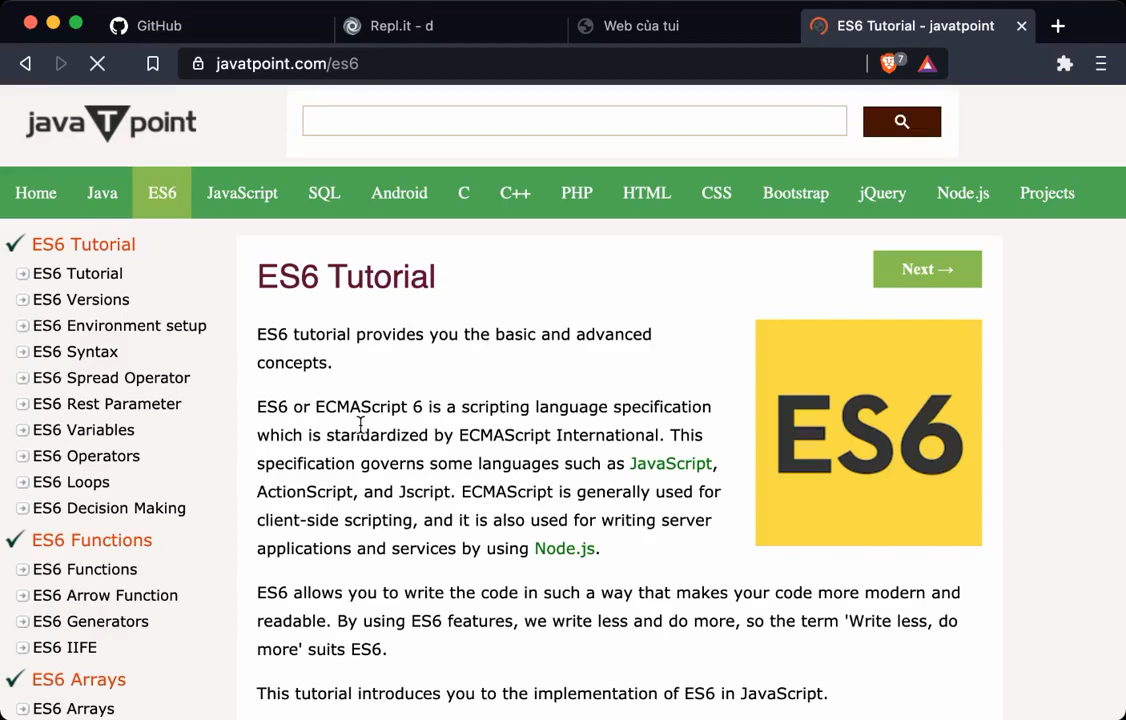 GitHub
Repl.it - d
Web của tui
ES6 Tutorial - javatpoint
javatpoint.com/es6
7
javaTpoint
Home
Java
ES6
JavaScript
SQL
Android
C
C++
PHP
HTML
CSS
Bootstrap
jQuery
Node.js
Projects
ES6 Tutorial
ES6 Tutorial
ES6 Versions
ES6 Environment setup
ES6 Syntax
ES6 Spread Operator
ES6 Rest Parameter
ES6 Variables
ES6 Operators
ES6 Loops
ES6 Decision Making
ES6 Functions
ES6 Functions
ES6 Arrow Function
ES6 Generators
ES6 IIFE
ES6 Arrays
ES6 Arrays
ES6 Tutorial
Next →
ES6 tutorial provides you the basic and advanced
concepts.
ES6 or ECMAScript 6 is a scripting language specification
which is standardized by ECMAScript International. This
specification governs some languages such as JavaScript,
ActionScript, and Jscript. ECMAScript is generally used for
client-side scripting, and it is also used for writing server
applications and services by using Node.js.
ES6
ES6 allows you to write the code in such a way that makes your code more modern and
readable. By using ES6 features, we write less and do more, so the term 'Write less, do
more' suits ES6.
This tutorial introduces you to the implementation of ES6 in JavaScript.